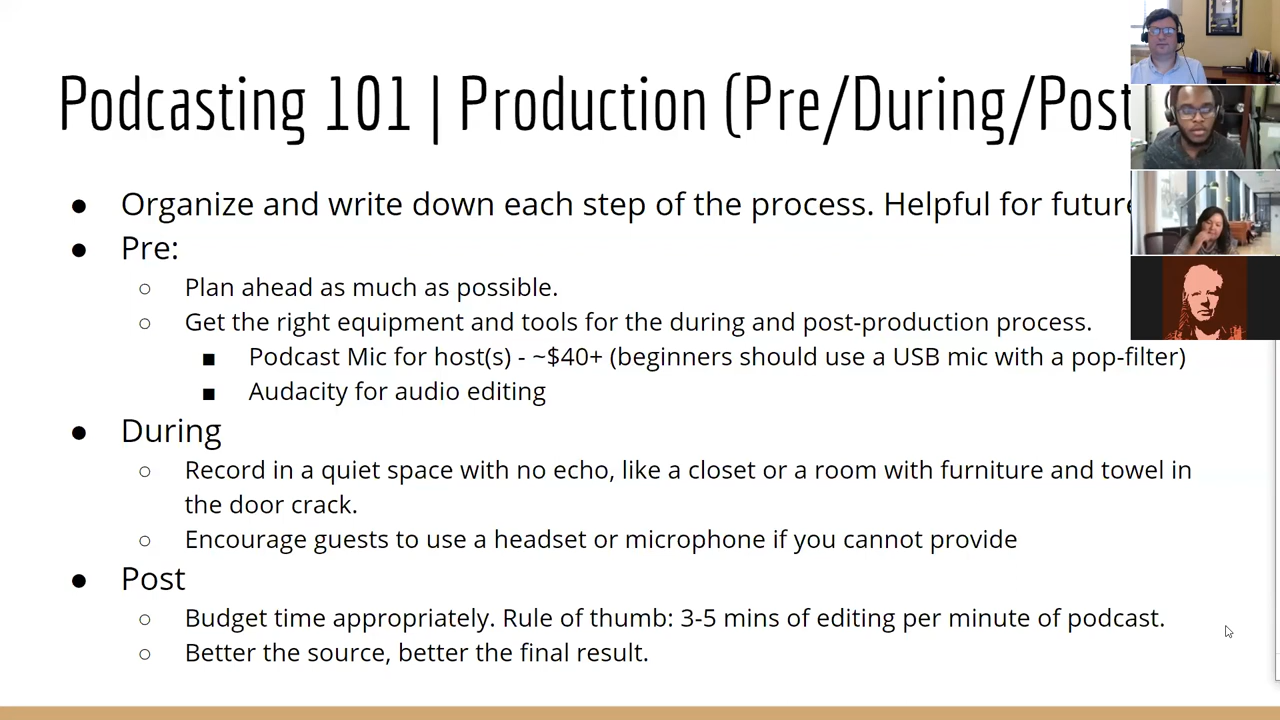 Podcasting 101 | Production (Pre/During/Post
● Organize and write down each step of the process. Helpful for future
● Pre:
○ Plan ahead as much as possible.
○ Get the right equipment and tools for the during and post-production process.
■ Podcast Mic for host(s) - ~$40+ (beginners should use a USB mic with a pop-filter)
■ Audacity for audio editing
● During
○ Record in a quiet space with no echo, like a closet or a room with furniture and towel in
the door crack.
○ Encourage guests to use a headset or microphone if you cannot provide
● Post
○ Budget time appropriately. Rule of thumb: 3-5 mins of editing per minute of podcast.
○ Better the source, better the final result.